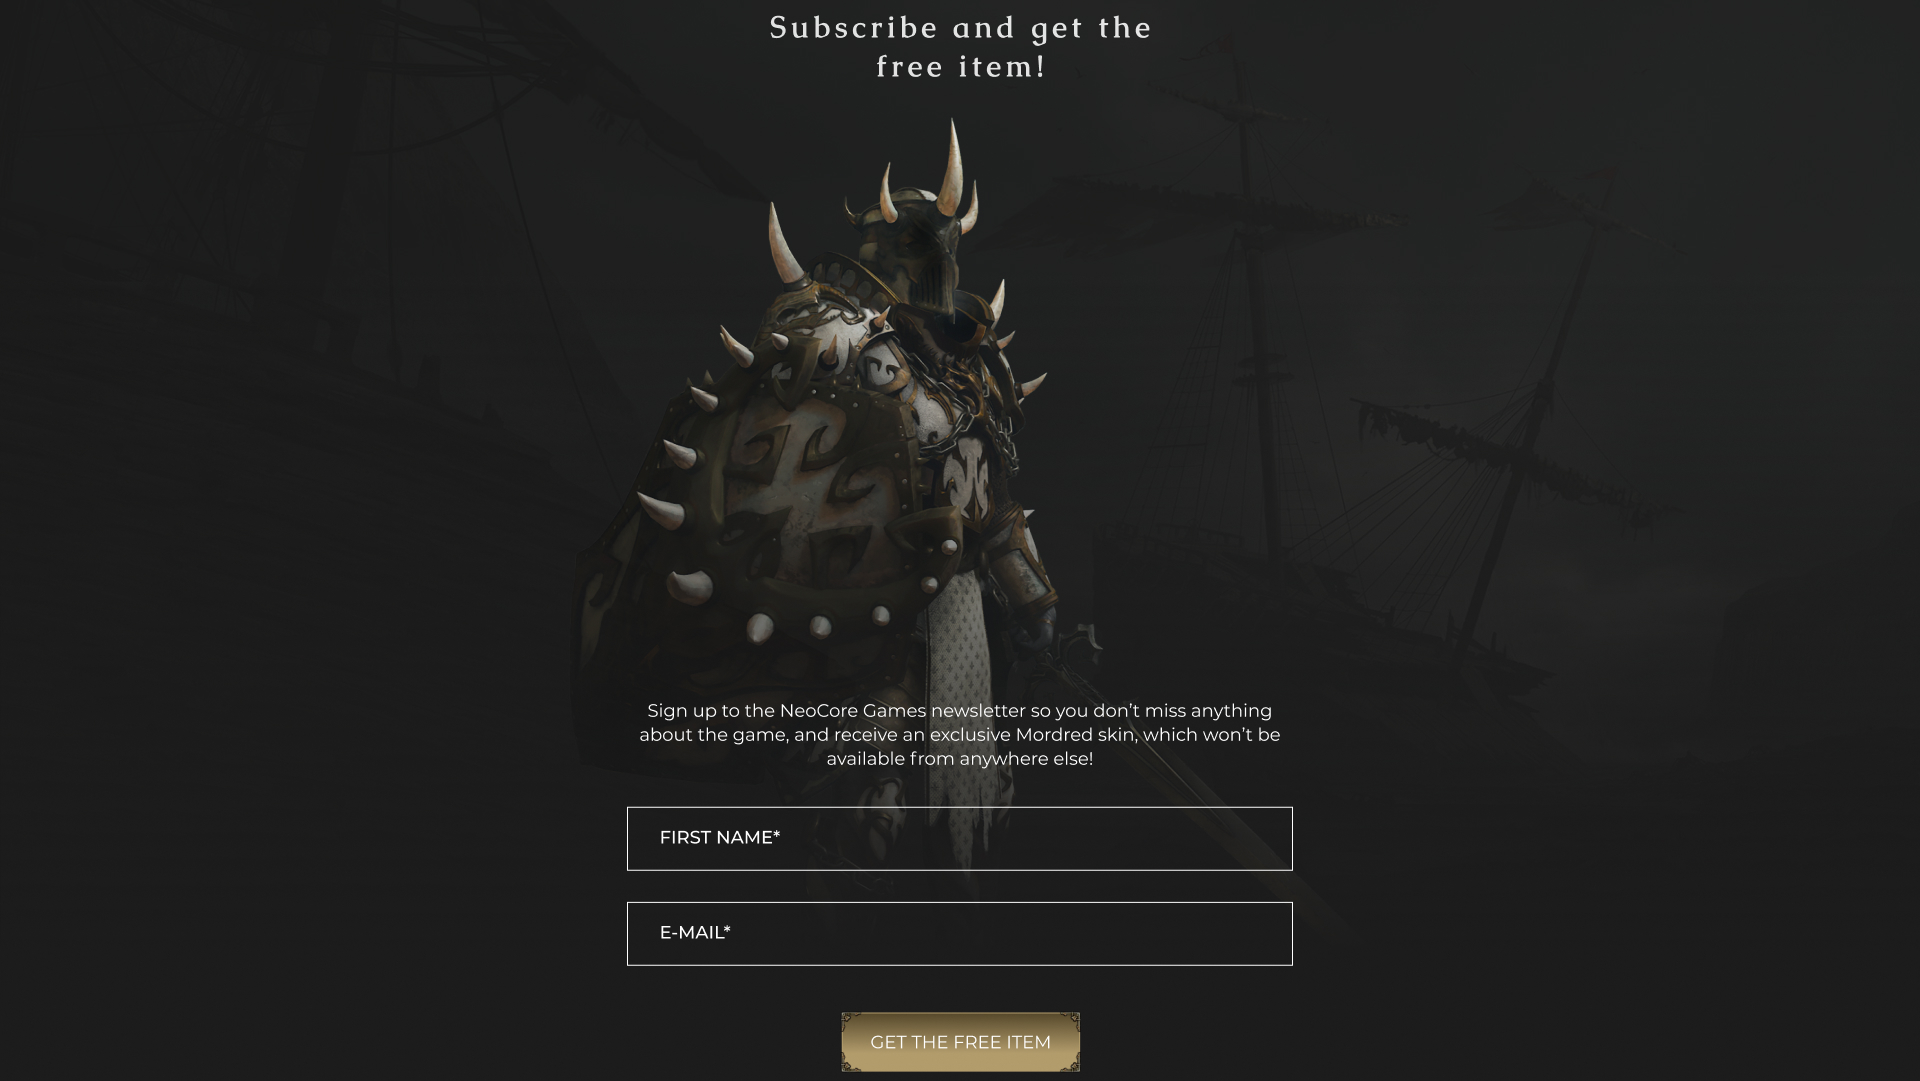 Subscribe and get the
free item!
Sign up to the NeoCore Games newsletter so you don’t miss anything
about the game, and receive an exclusive Mordred skin, which won’t be
available from anywhere else!
FIRST NAME*
E-MAIL*
GET THE FREE ITEM